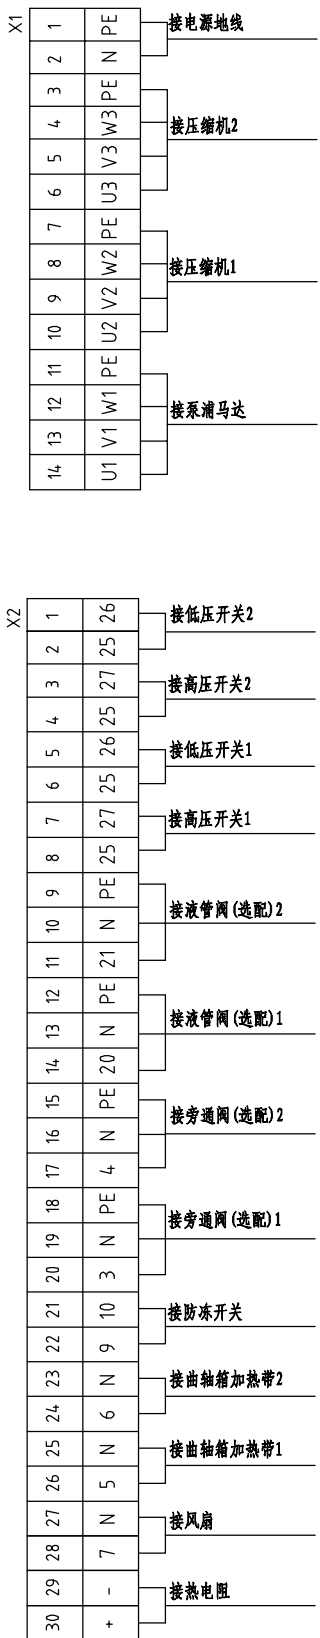 X1
1 PE 接电源地线
2 N
3 PE
4 W3 接压缩机2
5 V3
6 U3
7 PE
8 W2 接压缩机1
9 V2
10 U2
11 PE
12 W1 接泵浦马达
13 V1
14 U1
X2
1 26 接低压开关2
2 25
3 27 接高压开关2
4 25
5 26 接低压开关1
6 25
7 27 接高压开关1
8 25
9 PE 接液管阀(选配)2
10 N
11 21
12 PE 接液管阀(选配)1
13 N
14 20
15 PE 接旁通阀(选配)2
16 N
17 4
18 PE 接旁通阀(选配)1
19 N
20 3
21 10 接防冻开关
22 9
23 N 接曲轴箱加热带2
24 6
25 N 接曲轴箱加热带1
26 5
27 N 接风扇
28 7
29 - 接热电阻
30 +